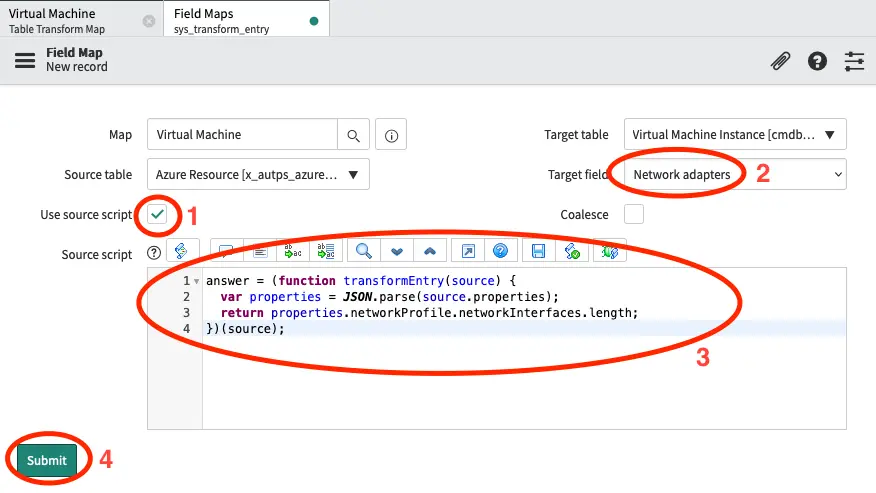 Virtual Machine
Table Transform Map
Field Maps
sys_transform_entry
Field Map
New record
Map
Virtual Machine
Target table
Virtual Machine Instance [cmdb...
Source table
Azure Resource [x_autps_azure...
Target field
Network adapters
2
Use source script
1
Coalesce
Source script
1 answer = (function transformEntry(source) {
2 var properties = JSON.parse(source.properties);
3 return properties.networkProfile.networkInterfaces.length;
4 })(source);
3
Submit
4